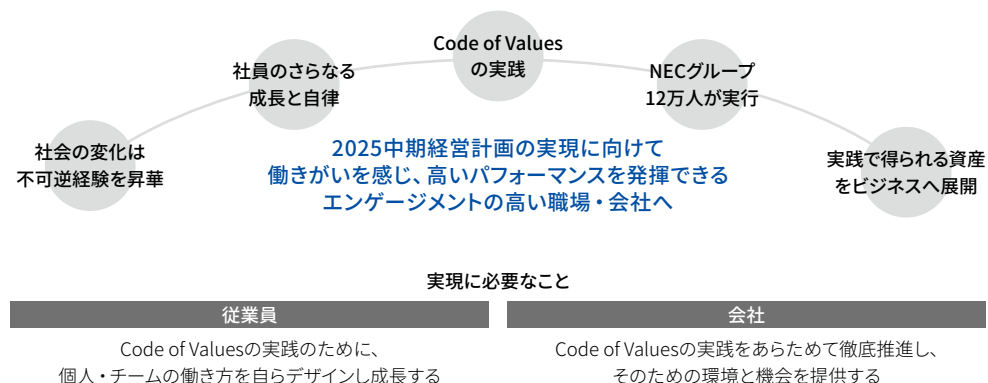 Code of Values
の実践
社員のさらなる
成長と自律
NECグループ
12万人が実行
社会の変化は
不可逆経験を昇華
実践で得られる資産
をビジネスへ展開
2025中期経営計画の実現に向けて
働きがいを感じ、高いパフォーマンスを発揮できる
エンゲージメントの高い職場・会社へ
実現に必要なこと
従業員
Code of Valuesの実践のために、
個人・チームの働き方を自らデザインし成長する
会社
Code of Valuesの実践をあらためて徹底推進し、
そのための環境と機会を提供する